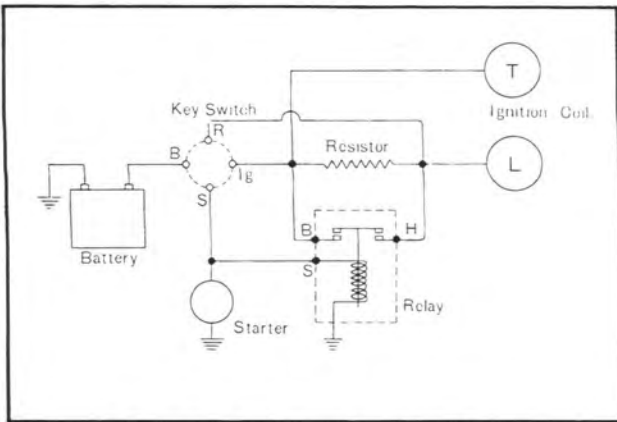 T
Ignition Coil.
Key Switch
R
Resistor
B
Ig
L
S
B
H
Battery
S
Relay
Starter